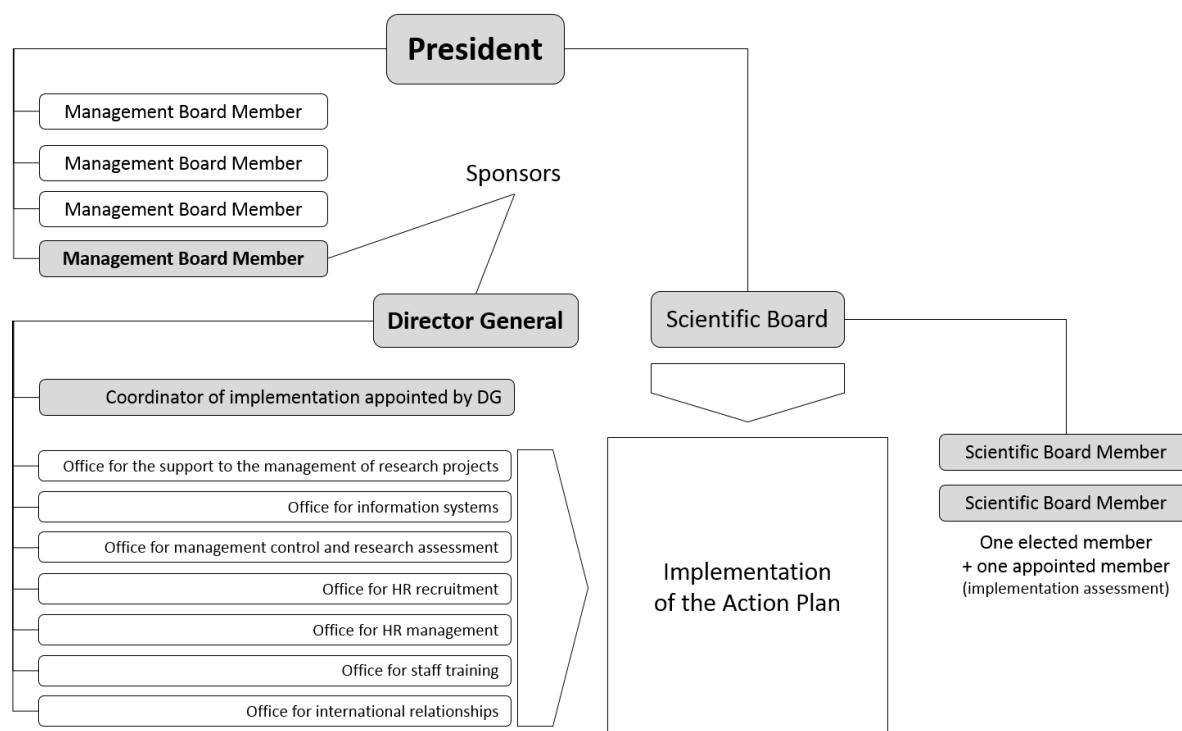 President
Management Board Member
Management Board Member
Management Board Member
Management Board Member
Sponsors
Director General
Scientific Board
Coordinator of implementation appointed by DG
Office for the support to the management of research projects
Office for information systems
Office for management control and research assessment
Office for HR recruitment
Office for HR management
Office for staff training
Office for international relationships
Implementation
of the Action Plan
Scientific Board Member
Scientific Board Member
One elected member
+ one appointed member
(implementation assessment)